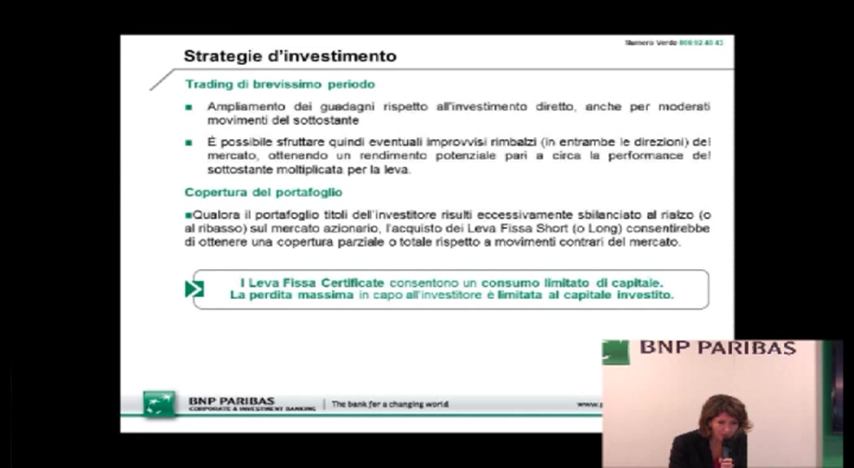 Numero Verde 800 92 40 43
Strategie d'investimento
Trading di brevissimo periodo
Ampliamento dei guadagni rispetto all'investimento diretto, anche per moderati
movimenti del sottostante
È possibile sfruttare quindi eventuali improvvisi rimbalzi (in entrambe le direzioni) del
mercato, ottenendo un rendimento potenziale pari a circa la performance del
sottostante moltiplicata per la leva.
Copertura del portafoglio
Qualora il portafoglio titoli dell'investitore risulti eccessivamente sbilanciato al rialzo (o
al ribasso) sul mercato azionario, l'acquisto dei Leva Fissa Short (o Long) consentirebbe
di ottenere una copertura parziale o totale rispetto a movimenti contrari del mercato.
I Leva Fissa Certificate consentono un consumo limitato di capitale.
La perdita massima in capo all'investitore è limitata al capitale investito.
BNP PARIBAS
BNP PARIBAS
CORPORATE & INVESTMENT BANKING
The bank for a changing world
www.p